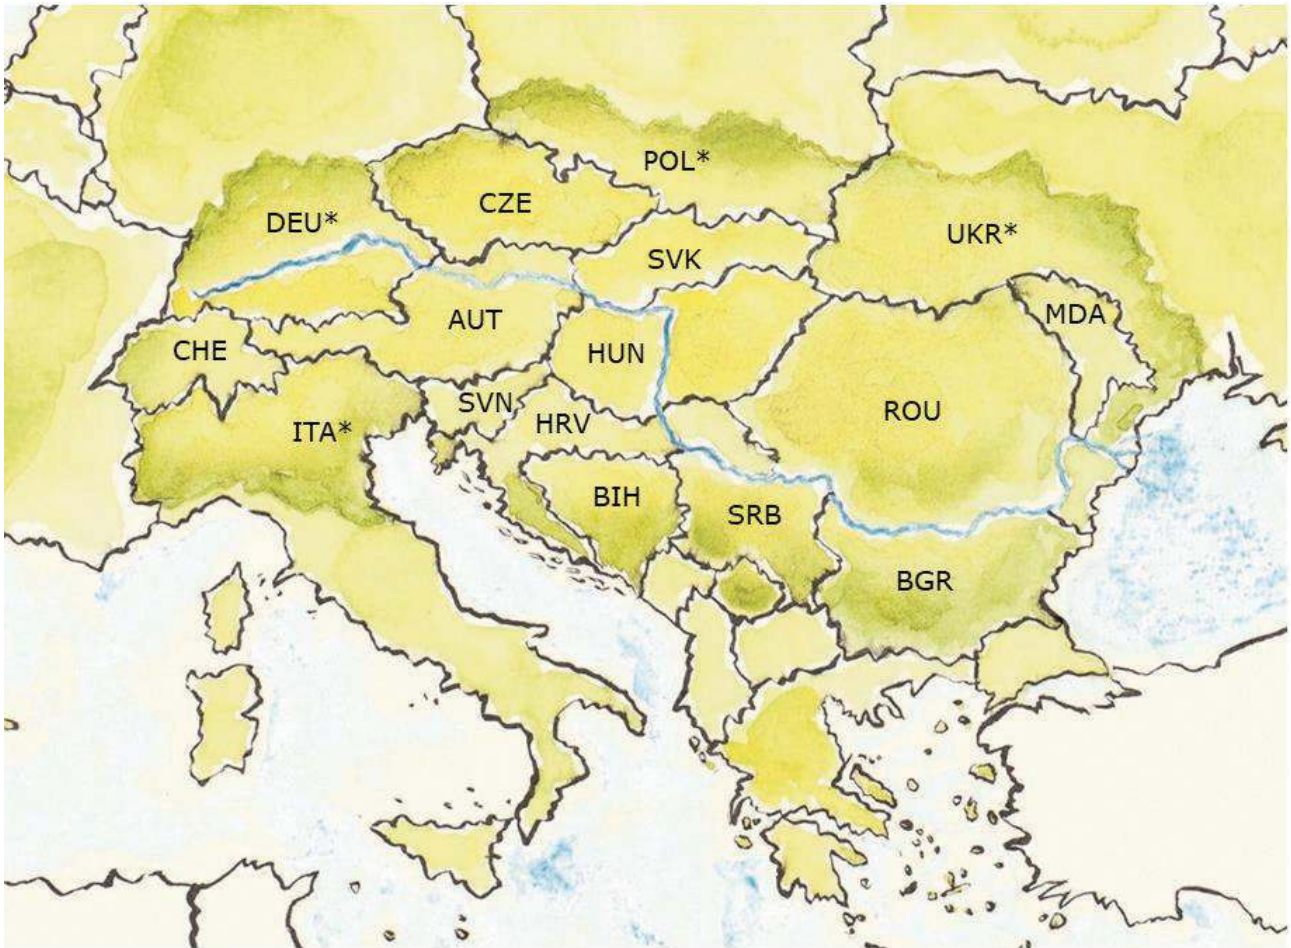 POL*
CZE
DEU*
UKR*
SVK
MDA
AUT
CHE
HUN
SVN
ROU
HRV
ITA*
BIH
SRB
BGR